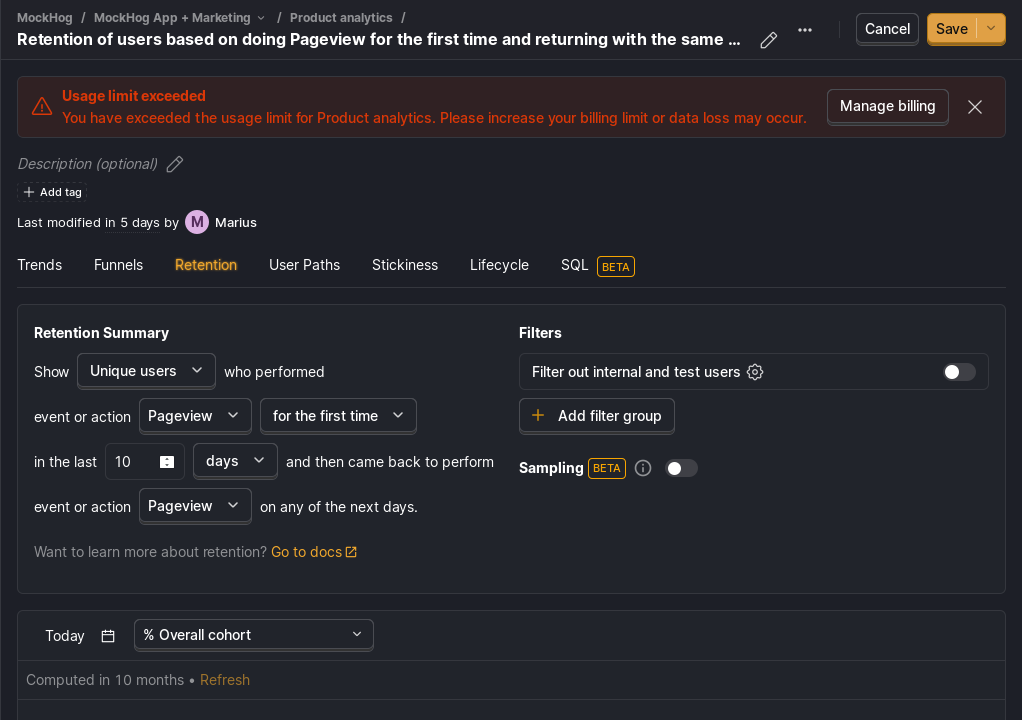 MockHog / MockHog App + Marketing / Product analytics /
Retention of users based on doing Pageview for the first time and returning with the same ...
Cancel
Save
Usage limit exceeded
You have exceeded the usage limit for Product analytics. Please increase your billing limit or data loss may occur.
Manage billing
Description (optional)
Add tag
Last modified in 5 days by M Marius
Trends Funnels Retention User Paths Stickiness Lifecycle SQL BETA
Retention Summary
Show Unique users who performed
event or action Pageview for the first time
in the last 10 days and then came back to perform
event or action Pageview on any of the next days.
Want to learn more about retention? Go to docs
Filters
Filter out internal and test users
Add filter group
Sampling BETA
Today % Overall cohort
Computed in 10 months • Refresh